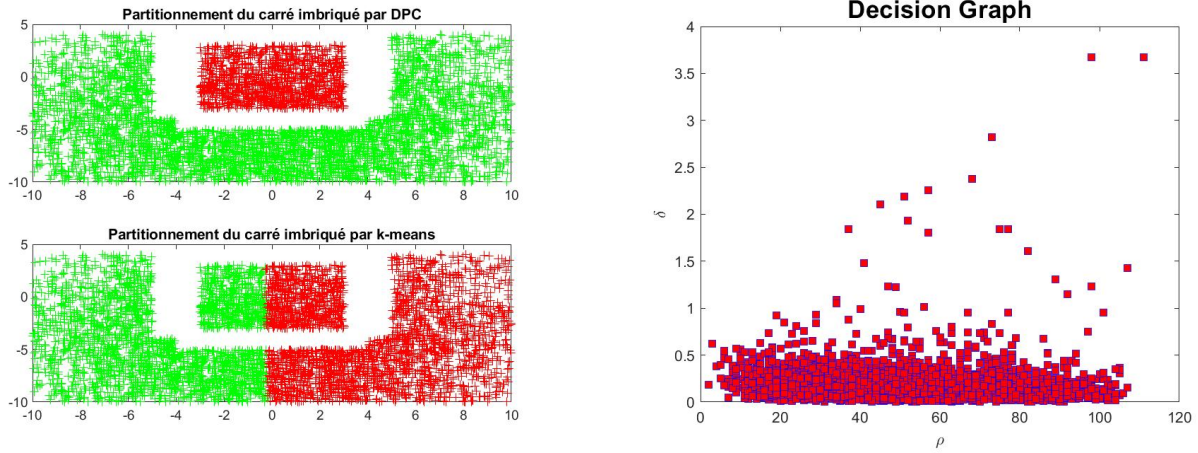 Partitionnement du carré imbriqué par DPC
5
0
-5
-10
-10 -8 -6 -4 -2 0 2 4 6 8 10
Partitionnement du carré imbriqué par k-means
5
0
-5
-10
-10 -8 -6 -4 -2 0 2 4 6 8 10
Decision Graph
4
3.5
3
2.5
2
1.5
1
0.5
0
δ
0 20 40 60 80 100 120
ρ